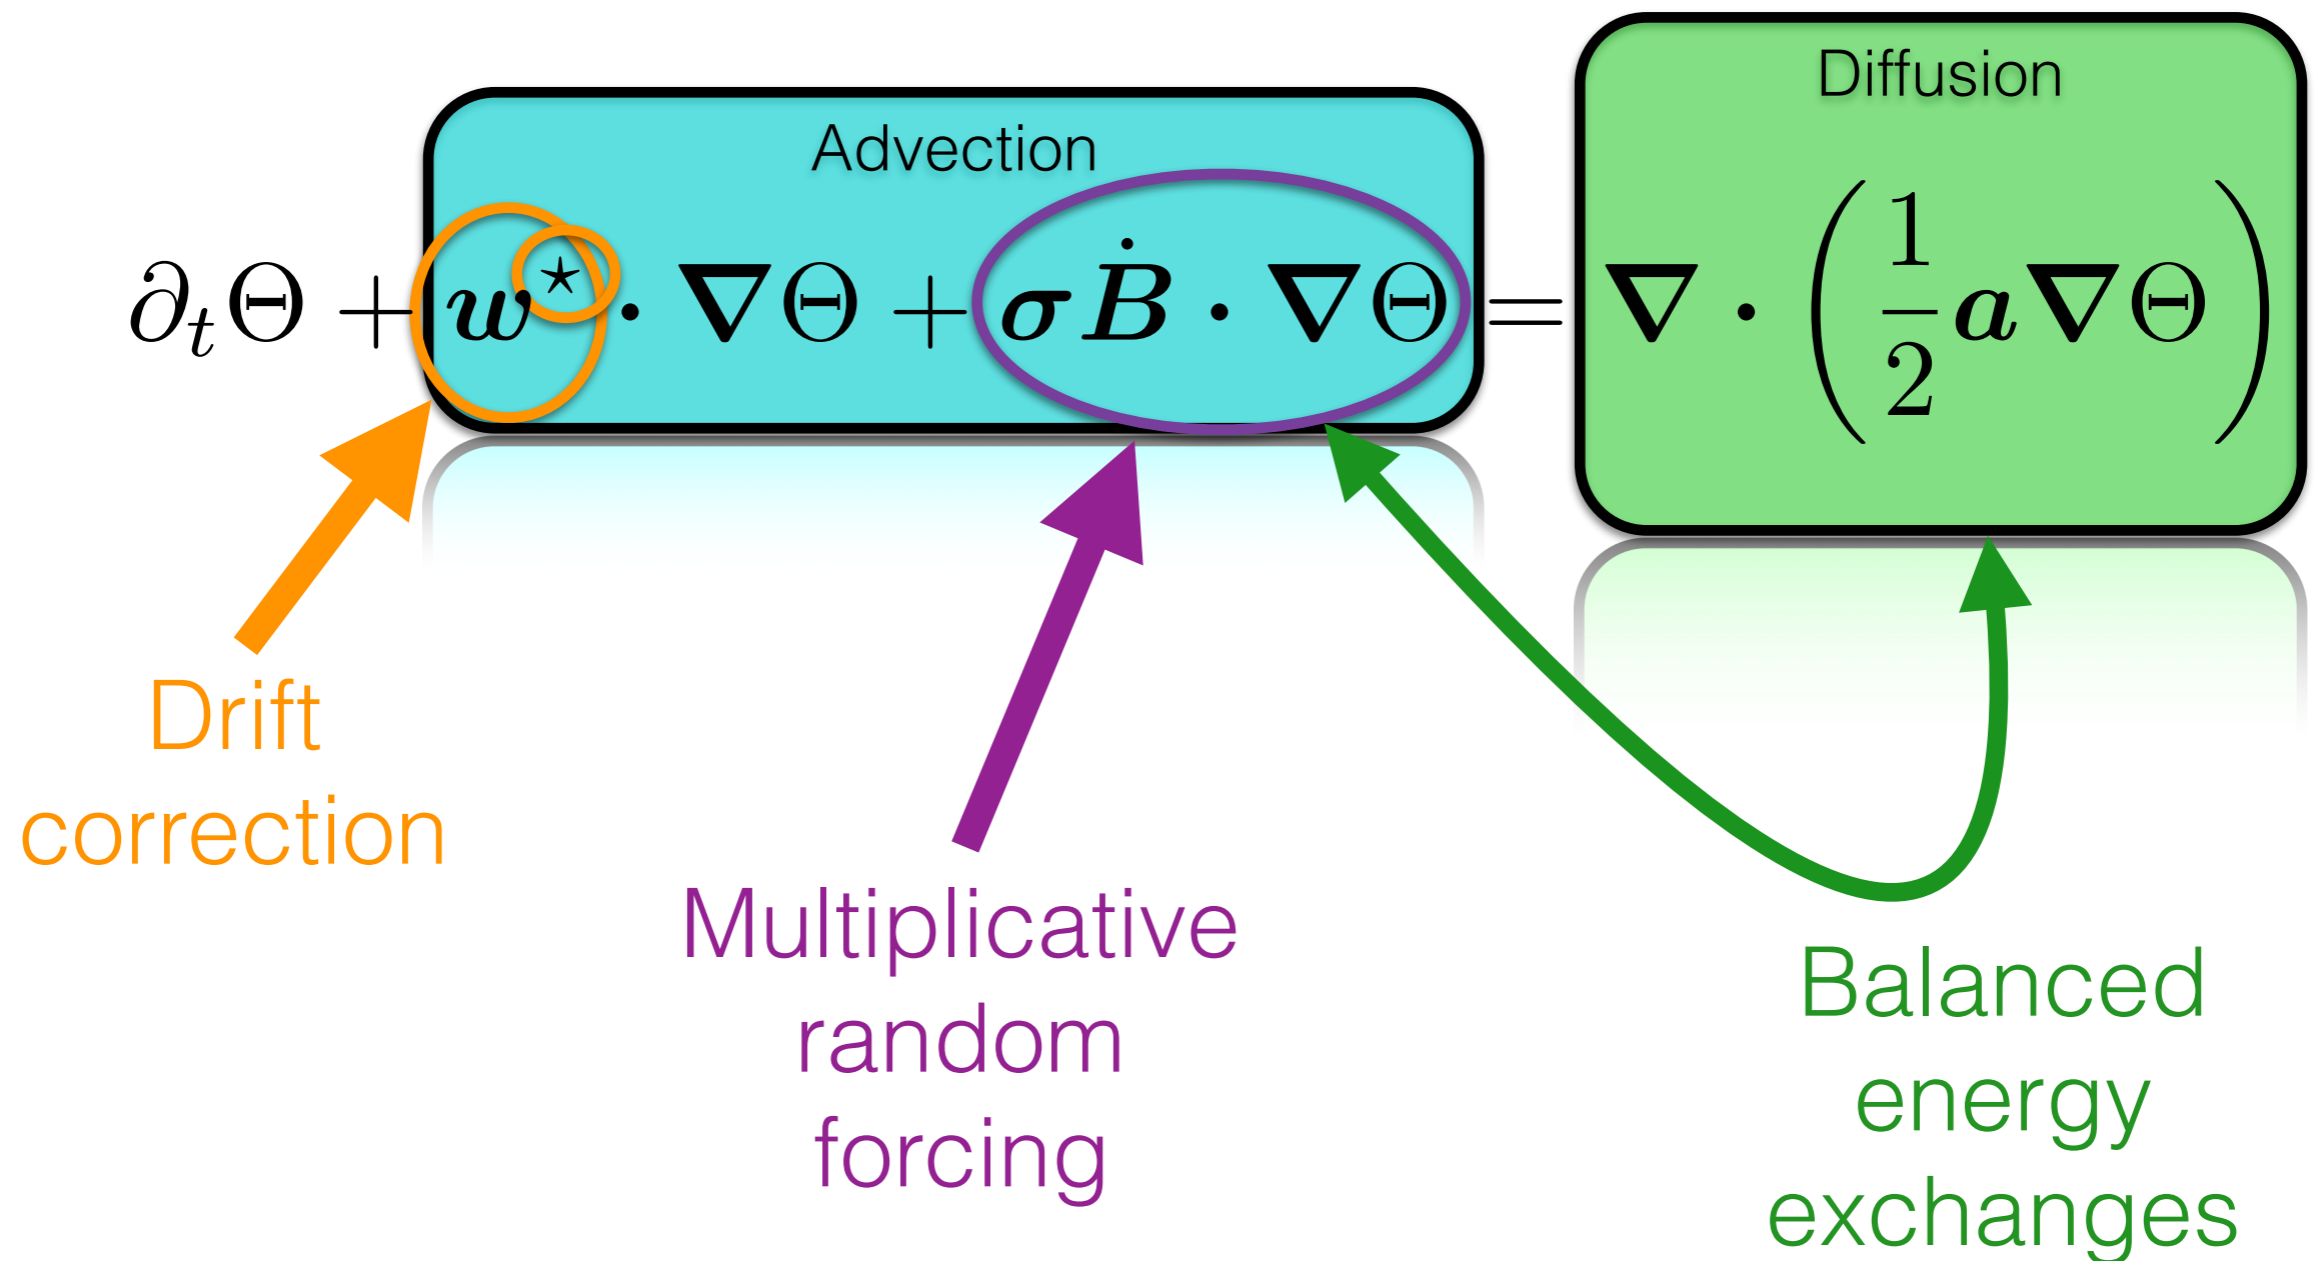 Diffusion
Advection
∂ₜΘ + w⋆ · ∇Θ + σḂ · ∇Θ = ∇ · (½ a∇Θ)
Drift
correction
Multiplicative
random
forcing
Balanced
energy
exchanges